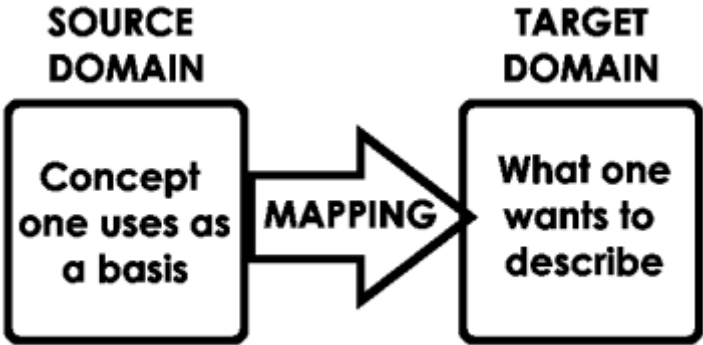 SOURCE
DOMAIN
TARGET
DOMAIN
Concept
one uses as
a basis
MAPPING
What one
wants to
describe